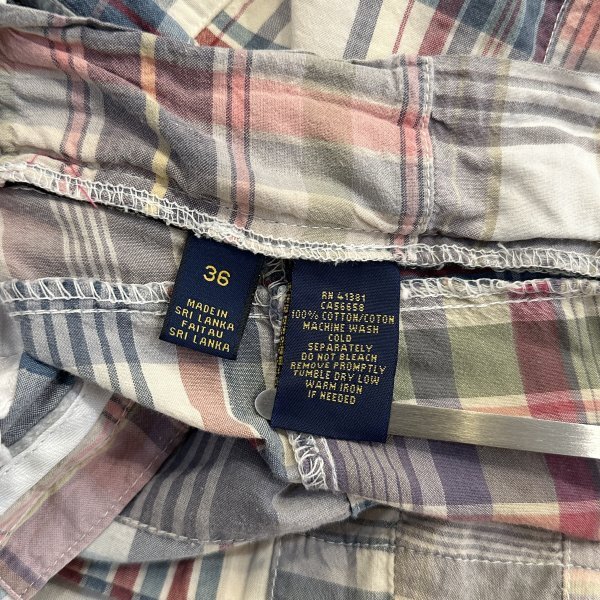 36
MADE IN
SRI LANKA
FAIT AU
SRI LANKA
RN 41381
CA56658
100% COTTON/COTON
MACHINE WASH
COLD
SEPARATELY
DO NOT BLEACH
REMOVE PROMPTLY
TUMBLE DRY LOW
WARM IRON
IF NEEDED